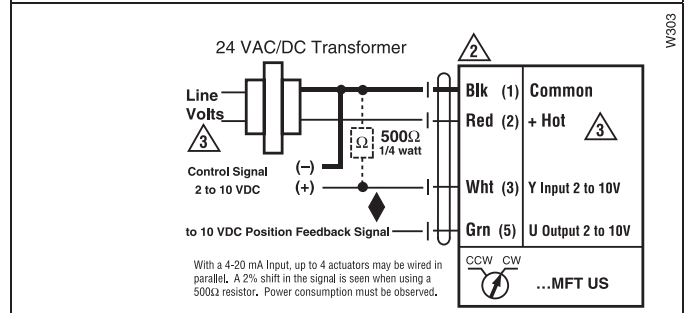 W303
24 VAC/DC Transformer
2
Blk (1) Common
Line
Volts
3
Red (2) + Hot
3
Ω
500Ω
1/4 watt
Control Signal
2 to 10 VDC
(–)
(+)
Wht (3) Y Input 2 to 10V
to 10 VDC Position Feedback Signal
Grn (5) U Output 2 to 10V
With a 4-20 mA Input, up to 4 actuators may be wired in
parallel. A 2% shift in the signal is seen when using a
500Ω resistor. Power consumption must be observed.
CCW CW
...MFT US